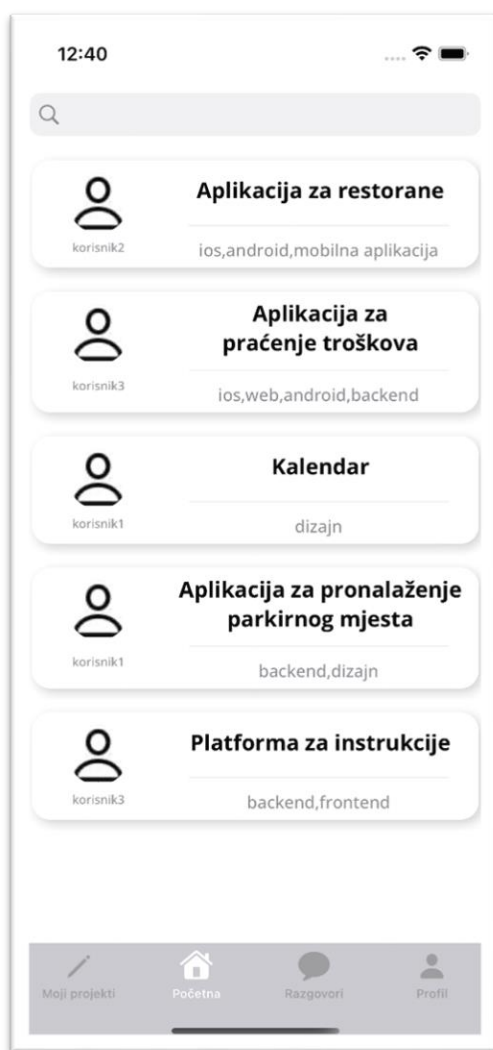 12:40
Aplikacija za restorane
korisnik2
ios,android,mobilna aplikacija
Aplikacija za
praćenje troškova
korisnik3
ios,web,android,backend
Kalendar
korisnik1
dizajn
Aplikacija za pronalaženje
parkirnog mjesta
korisnik1
backend,dizajn
Platforma za instrukcije
korisnik3
backend,frontend
Moji projekti
Početna
Razgovori
Profil